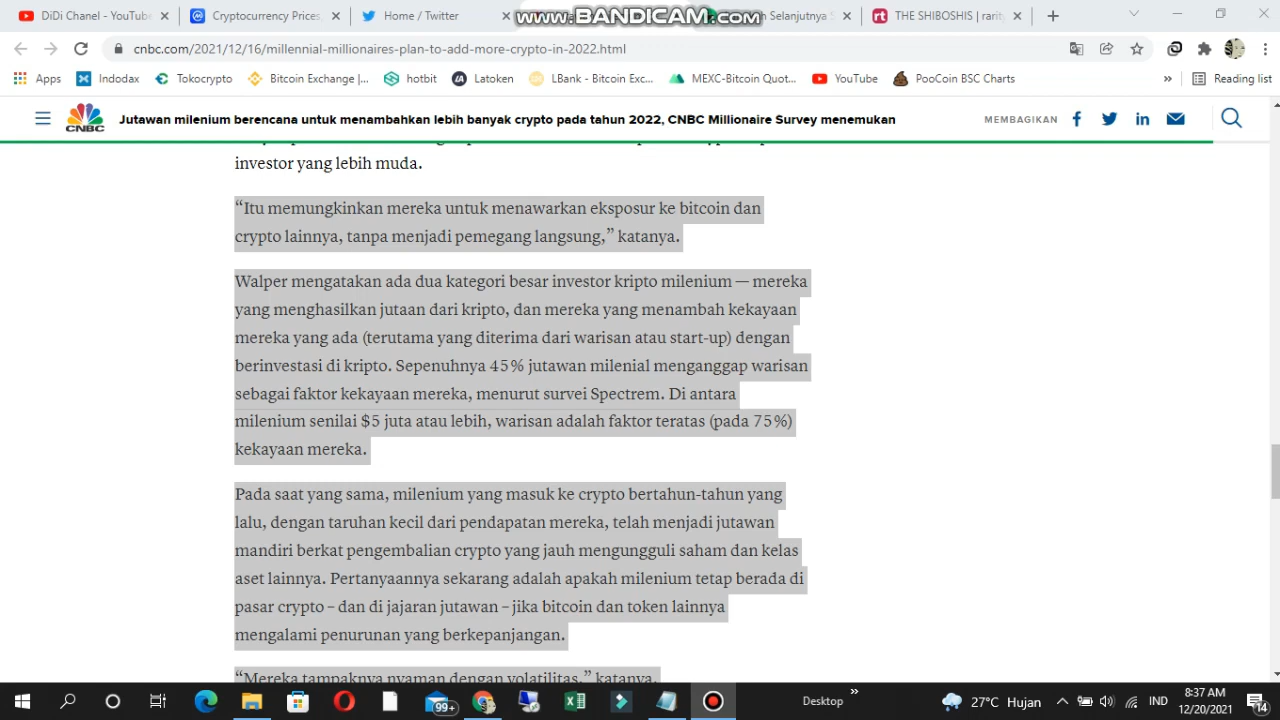 DiDi Chanel - YouTube
Cryptocurrency Prices,
Home / Twitter
www.BANDICAM.com
n Selanjutnya S
THE SHIBOSHIS | rarit
cnbc.com/2021/12/16/millennial-millionaires-plan-to-add-more-crypto-in-2022.html
Apps
Indodax
Tokocrypto
Bitcoin Exchange |...
hotbit
Latoken
LBank - Bitcoin Exc...
MEXC-Bitcoin Quot...
YouTube
PooCoin BSC Charts
»
Reading list
CNBC
Jutawan milenium berencana untuk menambahkan lebih banyak crypto pada tahun 2022, CNBC Millionaire Survey menemukan
MEMBAGIKAN
investor yang lebih muda.
“Itu memungkinkan mereka untuk menawarkan eksposur ke bitcoin dan
crypto lainnya, tanpa menjadi pemegang langsung,” katanya.
Walper mengatakan ada dua kategori besar investor kripto milenium — mereka
yang menghasilkan jutaan dari kripto, dan mereka yang menambah kekayaan
mereka yang ada (terutama yang diterima dari warisan atau start-up) dengan
berinvestasi di kripto. Sepenuhnya 45% jutawan milenial menganggap warisan
sebagai faktor kekayaan mereka, menurut survei Spectrem. Di antara
milenium senilai $5 juta atau lebih, warisan adalah faktor teratas (pada 75%)
kekayaan mereka.
Pada saat yang sama, milenium yang masuk ke crypto bertahun-tahun yang
lalu, dengan taruhan kecil dari pendapatan mereka, telah menjadi jutawan
mandiri berkat pengembalian crypto yang jauh mengungguli saham dan kelas
aset lainnya. Pertanyaannya sekarang adalah apakah milenium tetap berada di
pasar crypto – dan di jajaran jutawan – jika bitcoin dan token lainnya
mengalami penurunan yang berkepanjangan.
“Mereka tampaknya nyaman dengan volatilitas,” katanya.
99+
Desktop
»
27°C Hujan
IND
8:37 AM
12/20/2021
14